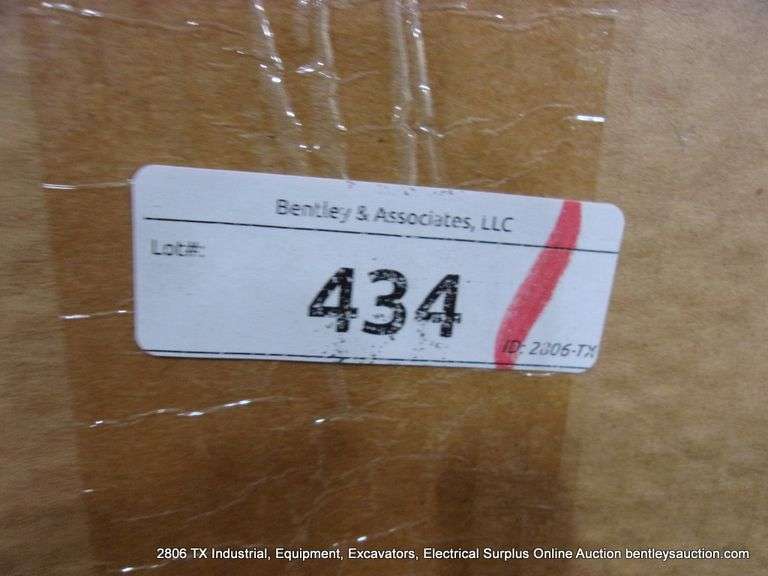 Bentley & Associates, LLC
Lot#:
434
ID: 2806-TX
2806 TX Industrial, Equipment, Excavators, Electrical Surplus Online Auction bentleysauction.com